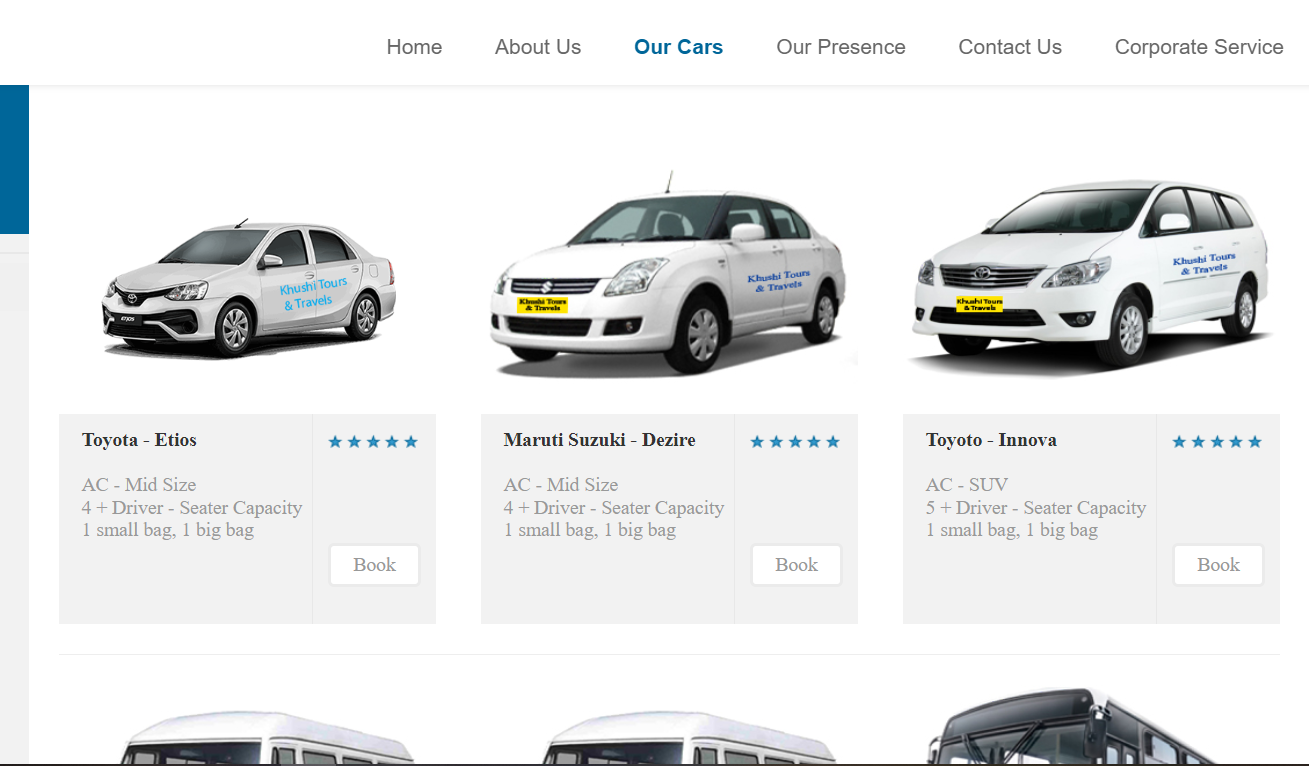 Home About Us Our Cars Our Presence Contact Us Corporate Service
Khushi Tours
& Travels
ETIOS
Khushi Tours
& Travels
Khushi Tours
& Travels
Khushi Tours
& Travels
Khushi Tours
& Travels
Toyota - Etios
AC - Mid Size
4 + Driver - Seater Capacity
1 small bag, 1 big bag
Book
Maruti Suzuki - Dezire
AC - Mid Size
4 + Driver - Seater Capacity
1 small bag, 1 big bag
Book
Toyoto - Innova
AC - SUV
5 + Driver - Seater Capacity
1 small bag, 1 big bag
Book